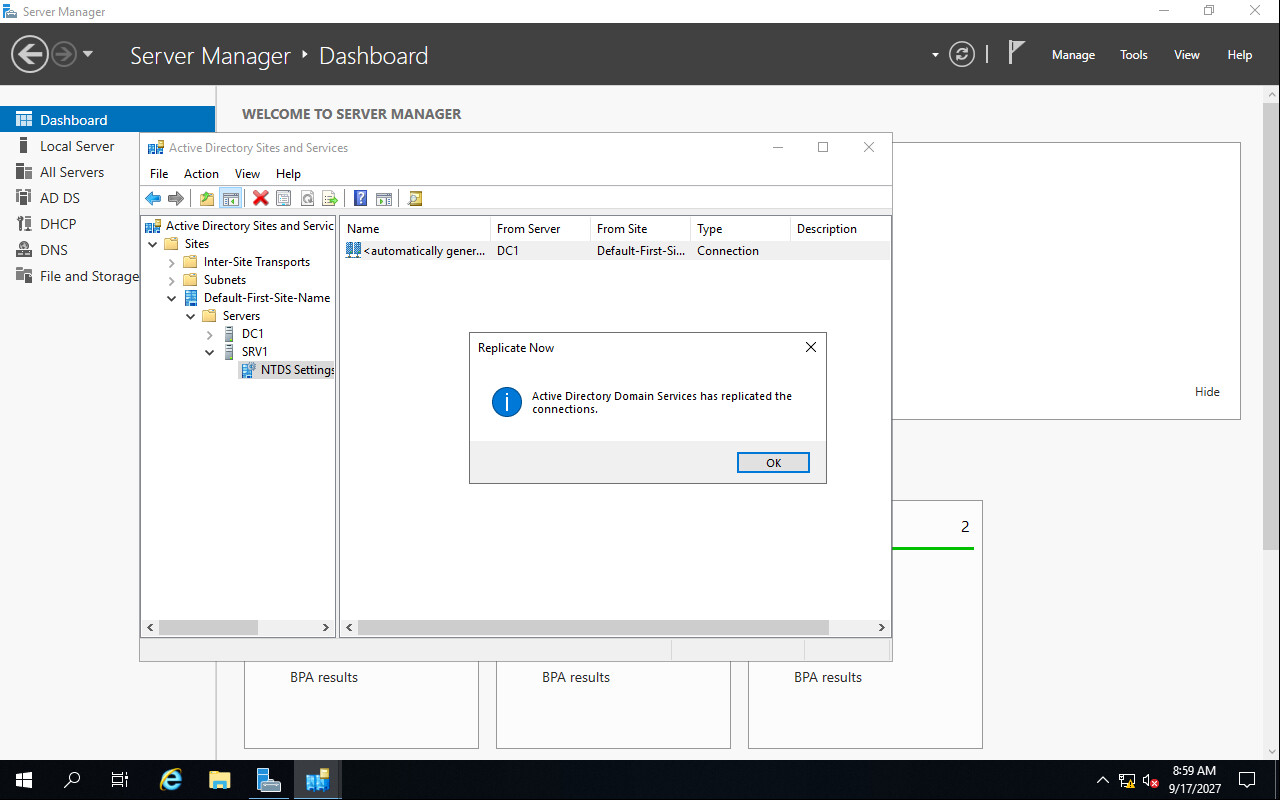 Server Manager
Server Manager
Dashboard
Manage
Tools
View
Help
Dashboard
Local Server
All Servers
AD DS
DHCP
DNS
File and Storage
WELCOME TO SERVER MANAGER
Active Directory Sites and Services
File
Action
View
Help
Active Directory Sites and Servic
Sites
Inter-Site Transports
Subnets
Default-First-Site-Name
Servers
DC1
SRV1
NTDS Settings
Name
From Server
From Site
Type
Description
<automatically gener...
DC1
Default-First-Si...
Connection
Replicate Now
Active Directory Domain Services has replicated the
connections.
OK
Hide
2
BPA results
BPA results
BPA results
8:59 AM
9/17/2027